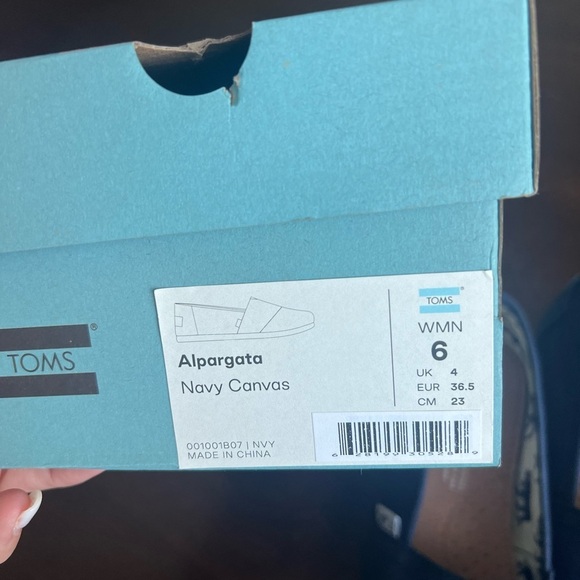 TOMS®
Alpargata
Navy Canvas
001001B07 | NVY
MADE IN CHINA
TOMS®
WMN
6
UK 4
EUR 36.5
CM 23